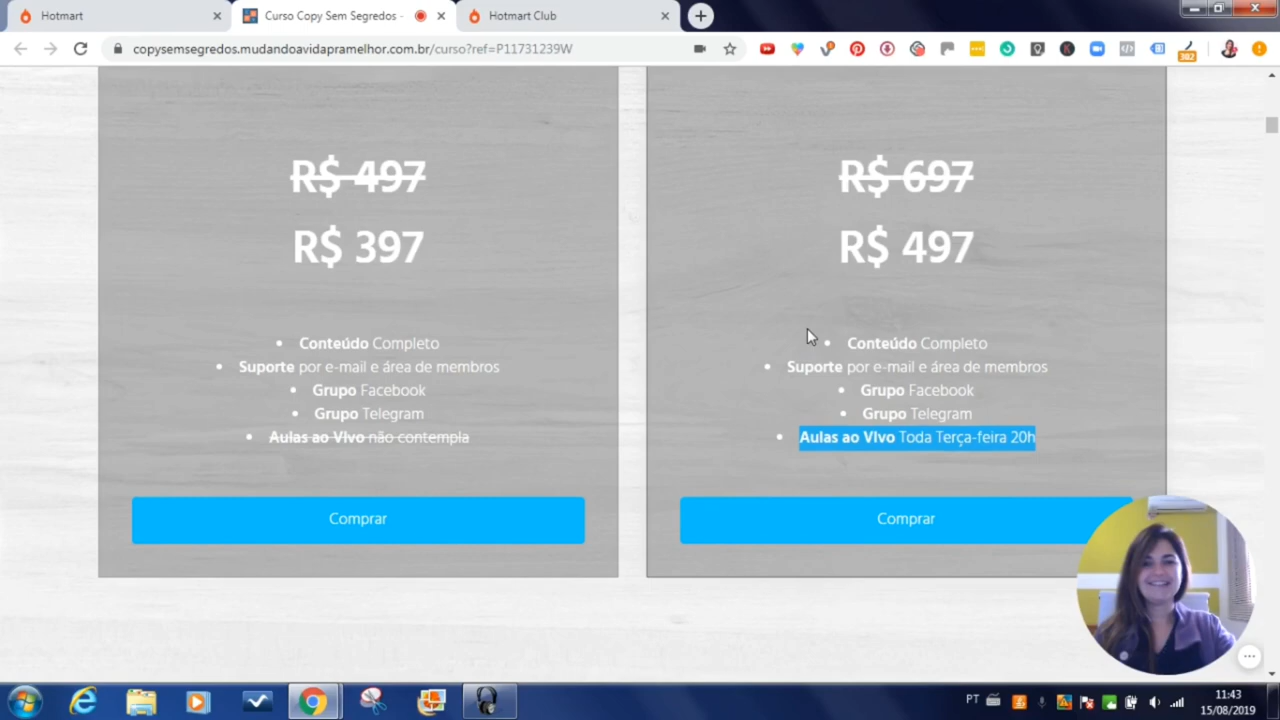 Hotmart
Curso Copy Sem Segredos -
Hotmart Club
copysemsegredos.mudandoavidapramelhor.com.br/curso?ref=P11731239W
302
R$ 497
R$ 397
Conteúdo Completo
Suporte por e-mail e área de membros
Grupo Facebook
Grupo Telegram
Aulas ao VIvo não contempla
Comprar
R$ 697
R$ 497
Conteúdo Completo
Suporte por e-mail e área de membros
Grupo Facebook
Grupo Telegram
Aulas ao VIvo Toda Terça-feira 20h
Comprar
PT
11:43
15/08/2019